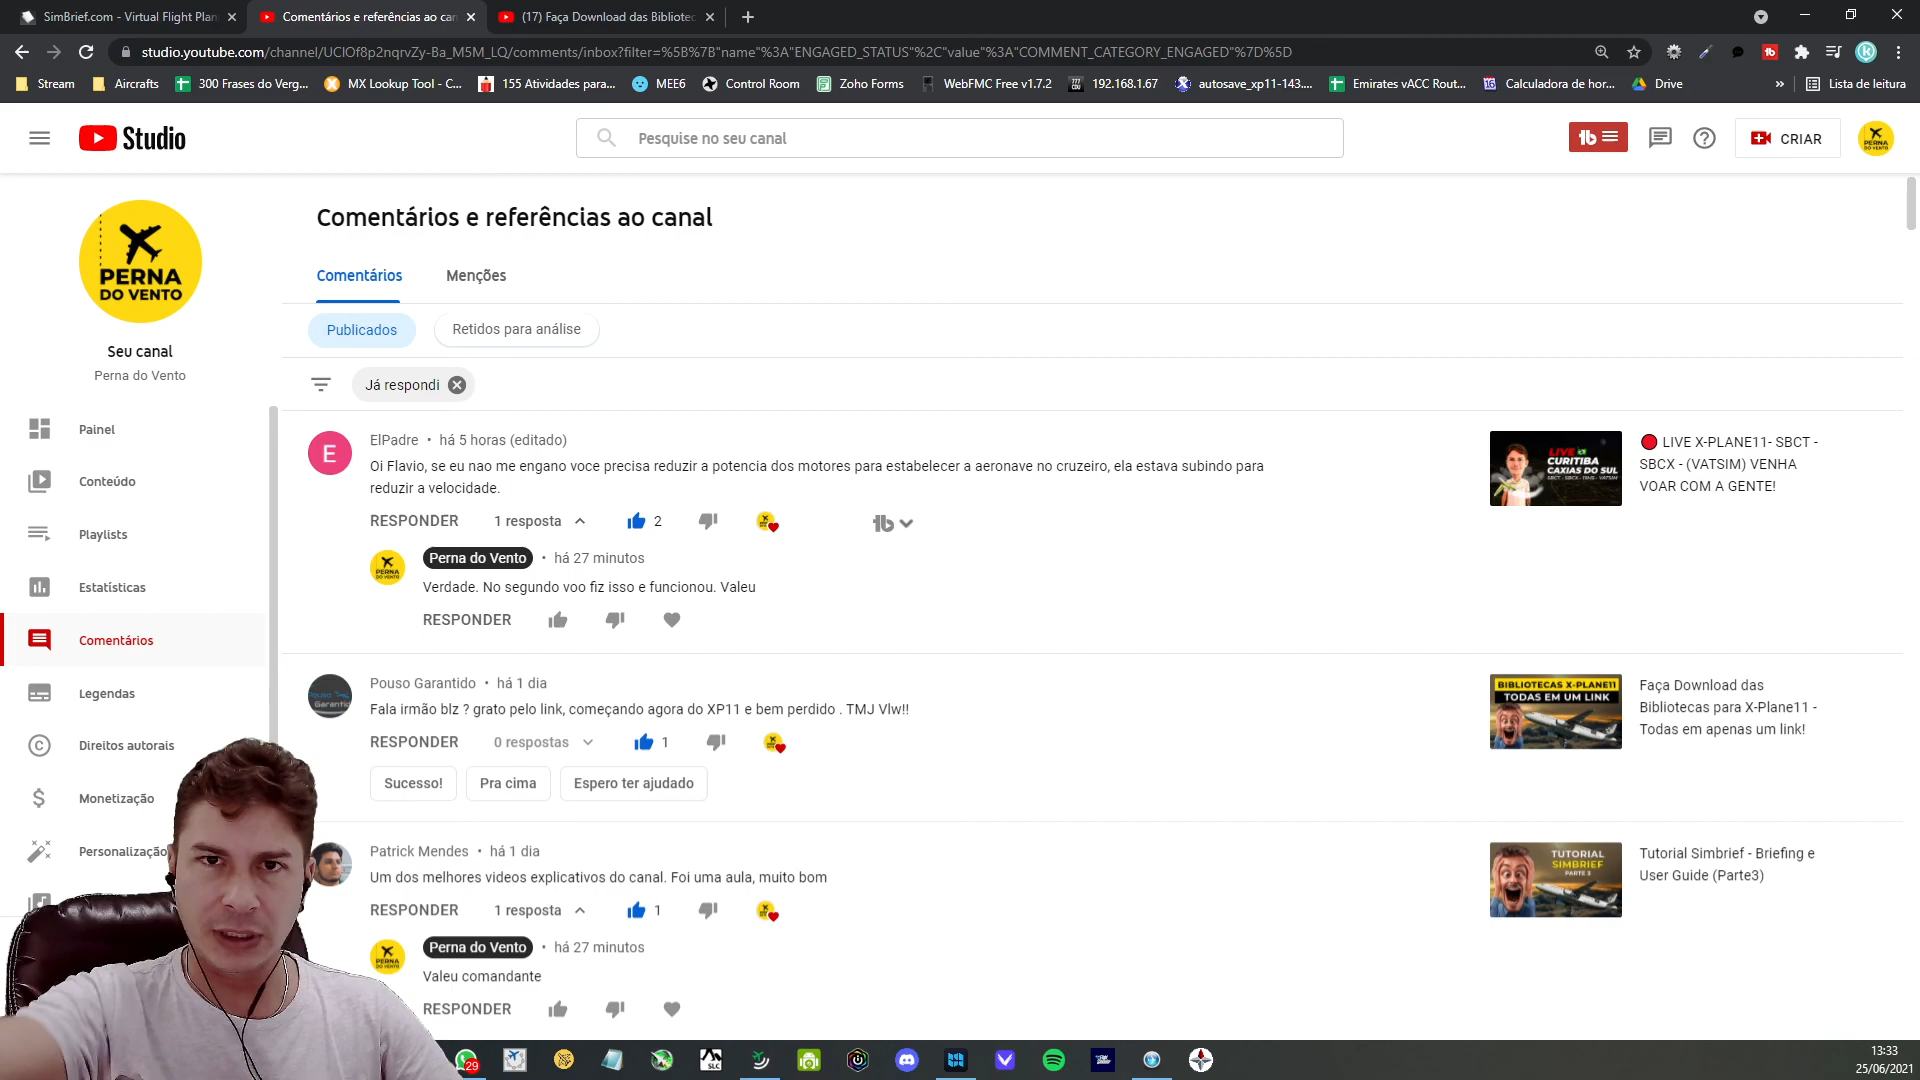 SimBrief.com - Virtual Flight Plan
Comentários e referências ao can
(17) Faça Download das Bibliotec
studio.youtube.com/channel/UClOf8p2nqrvZy-Ba_M5M_LQ/comments/inbox?filter=%5B%7B"name"%3A"ENGAGED_STATUS"%2C"value"%3A"COMMENT_CATEGORY_ENGAGED"%7D%5D
Stream
Aircrafts
300 Frases do Verg...
MX Lookup Tool - C...
155 Atividades para...
MEE6
Control Room
Zoho Forms
WebFMC Free v1.7.2
192.168.1.67
autosave_xp11-143....
Emirates vACC Rout...
Calculadora de hor...
Drive
»
Lista de leitura
Studio
Pesquise no seu canal
CRIAR
PERNA
DO VENTO
Seu canal
Perna do Vento
Painel
Conteúdo
Playlists
Estatísticas
Comentários
Legendas
Direitos autorais
Monetização
Personalização
Comentários e referências ao canal
Comentários
Menções
Publicados
Retidos para análise
Já respondi
E
ElPadre • há 5 horas (editado)
Oi Flavio, se eu nao me engano voce precisa reduzir a potencia dos motores para estabelecer a aeronave no cruzeiro, ela estava subindo para
reduzir a velocidade.
RESPONDER 1 resposta 2
Perna do Vento • há 27 minutos
Verdade. No segundo voo fiz isso e funcionou. Valeu
RESPONDER
LIVE
CURITIBA
CAXIAS DO SUL
LIVE X-PLANE11- SBCT -
SBCX - (VATSIM) VENHA
VOAR COM A GENTE!
Pouso Garantido • há 1 dia
Fala irmão blz ? grato pelo link, começando agora do XP11 e bem perdido . TMJ Vlw!!
RESPONDER 0 respostas 1
Sucesso!
Pra cima
Espero ter ajudado
BIBLIOTECAS X-PLANE11
TODAS EM UM LINK
Faça Download das
Bibliotecas para X-Plane11 -
Todas em apenas um link!
Patrick Mendes • há 1 dia
Um dos melhores videos explicativos do canal. Foi uma aula, muito bom
RESPONDER 1 resposta 1
Perna do Vento • há 27 minutos
Valeu comandante
RESPONDER
TUTORIAL
SIMBRIEF
PARTE 3
Tutorial Simbrief - Briefing e
User Guide (Parte3)
29
SLC
13:33
25/06/2021